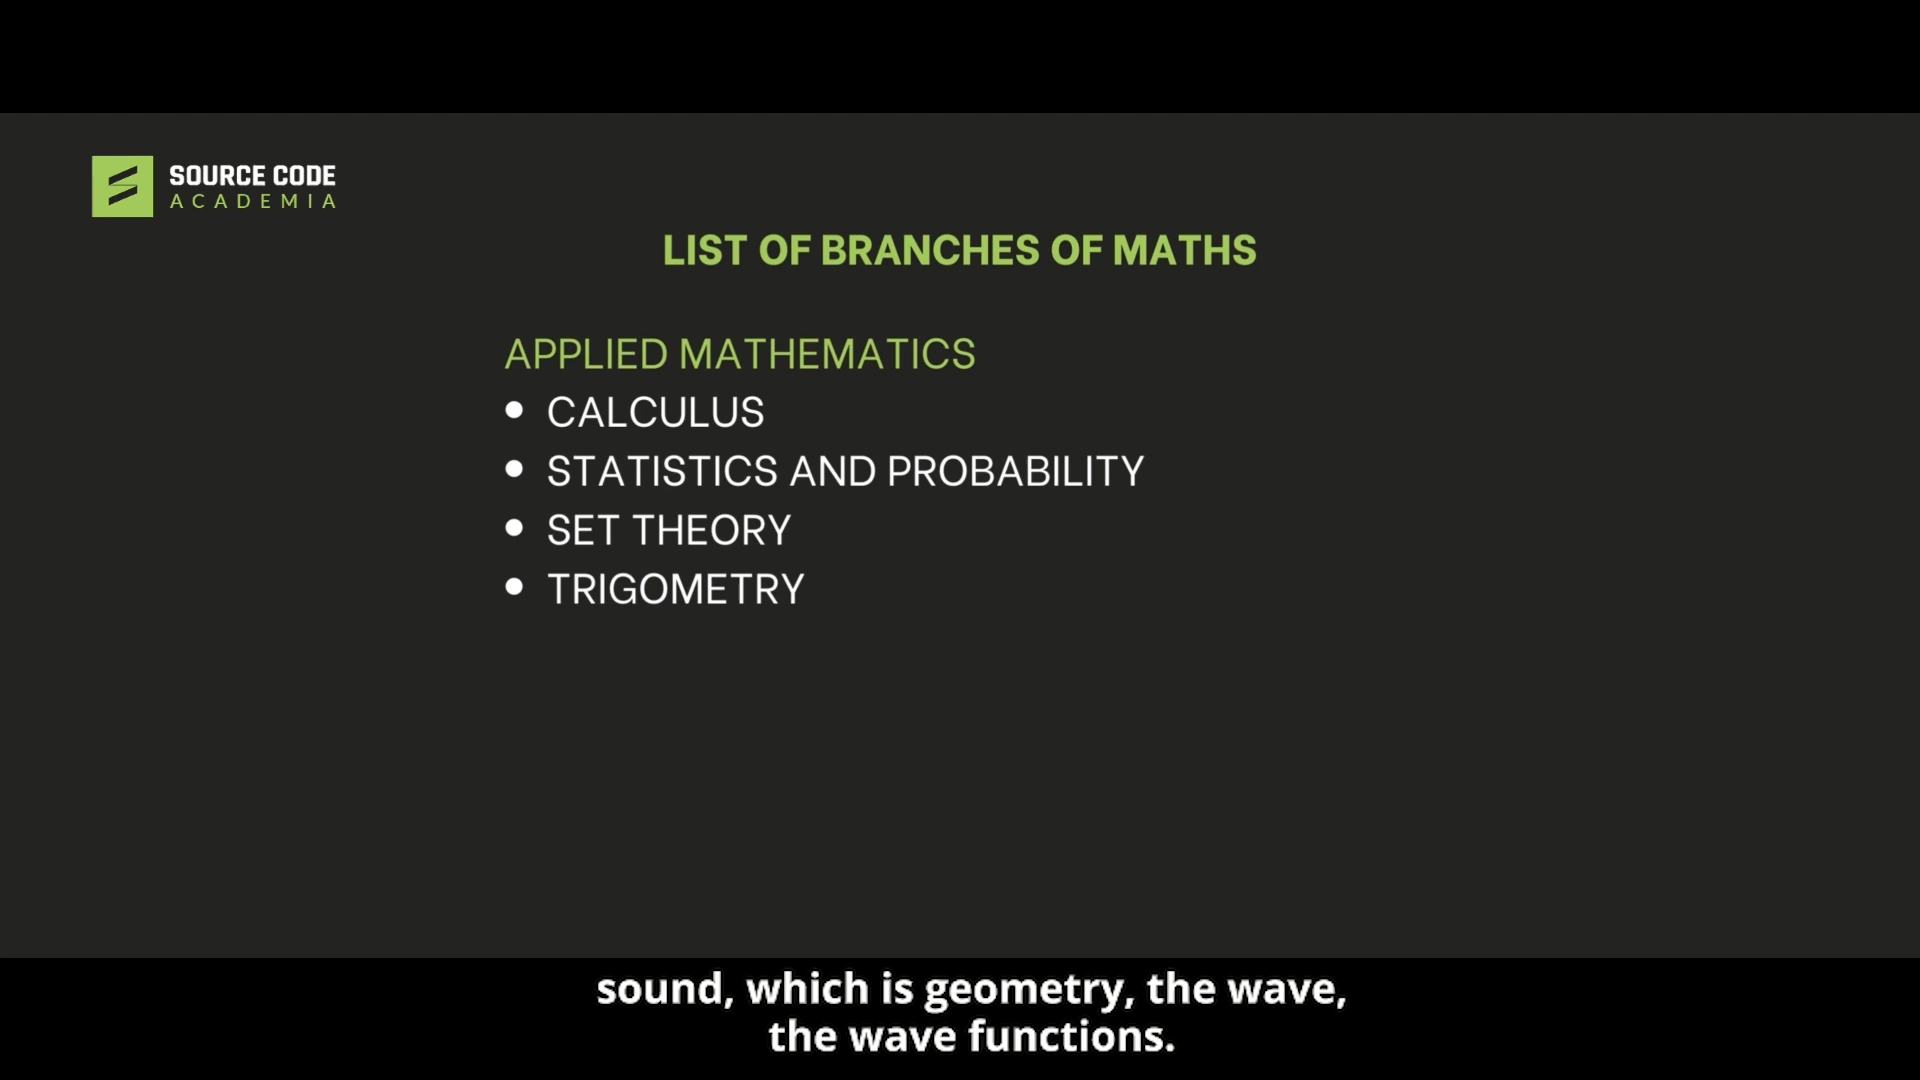 SOURCE CODE
ACADEMIA
LIST OF BRANCHES OF MATHS
APPLIED MATHEMATICS
• CALCULUS
• STATISTICS AND PROBABILITY
• SET THEORY
• TRIGOMETRY
sound, which is geometry, the wave,
the wave functions.